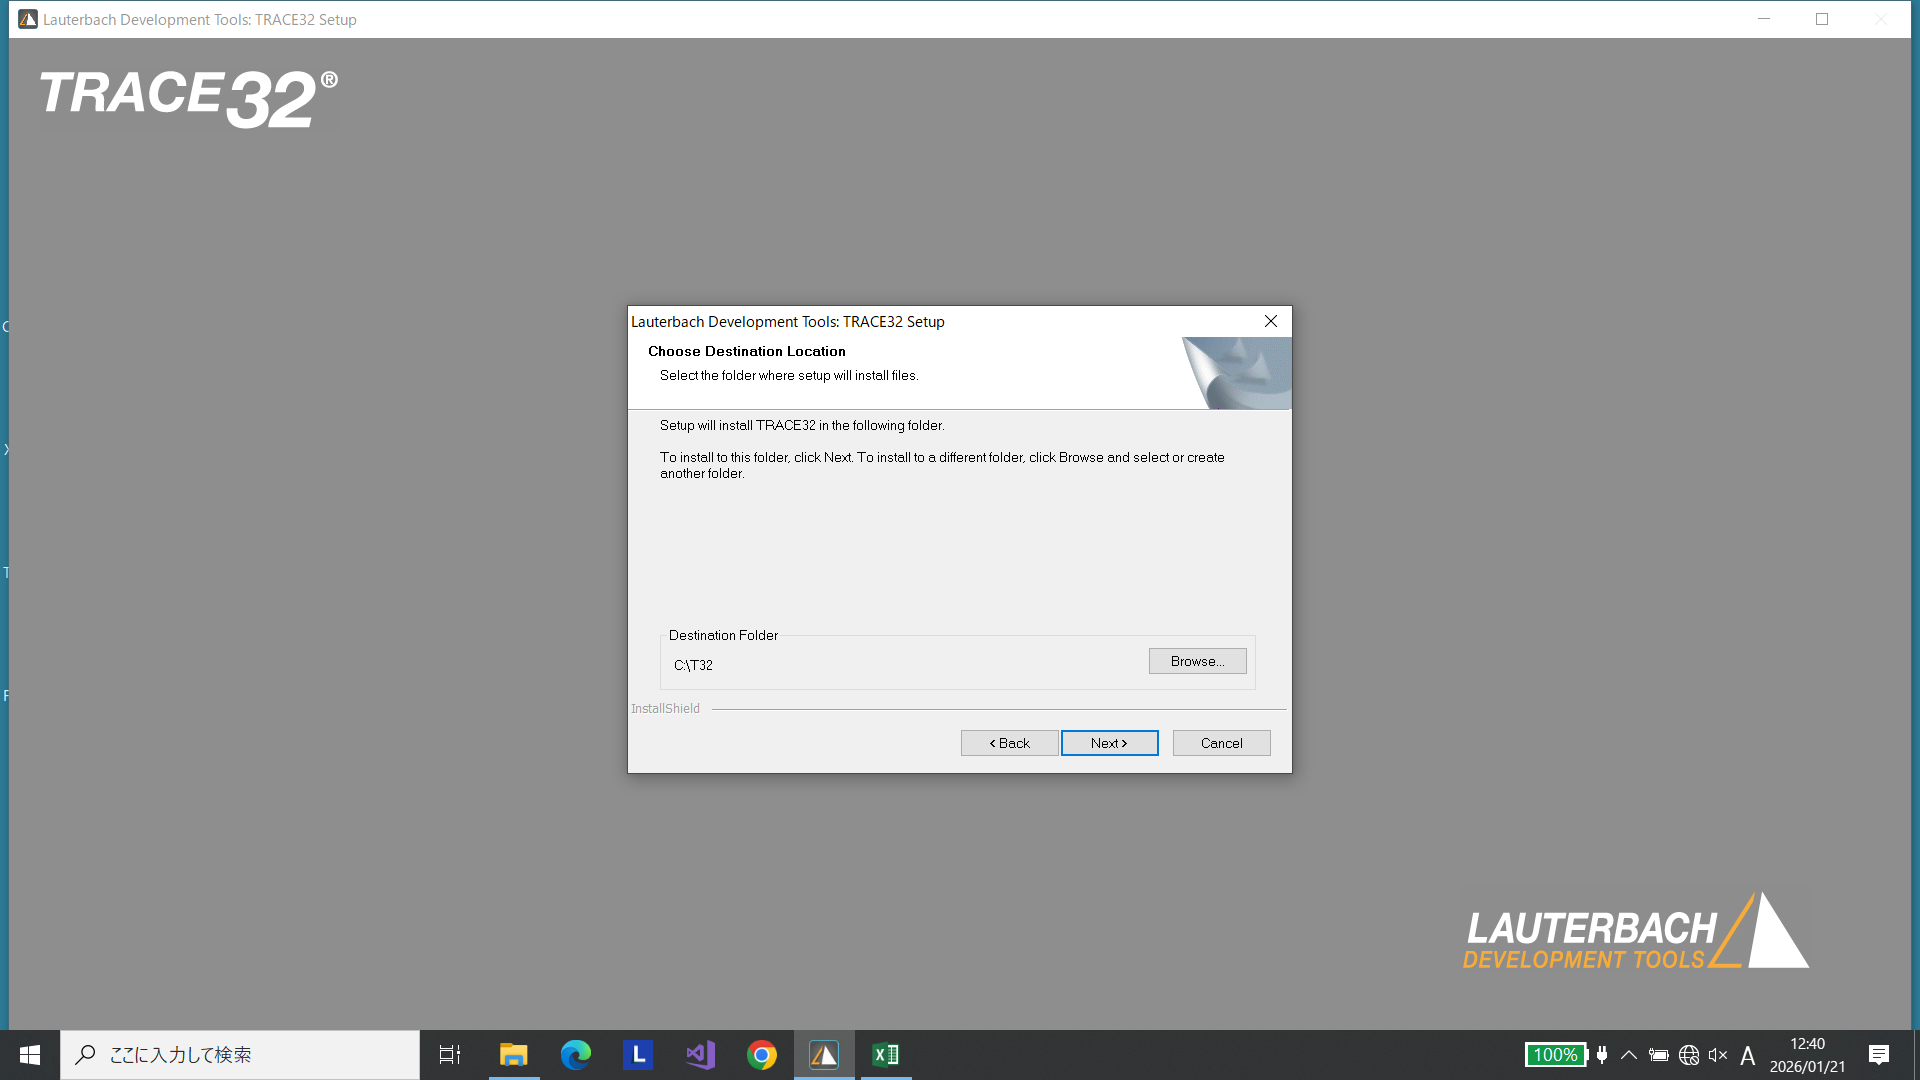 Lauterbach Development Tools: TRACE32 Setup
TRACE32®
Lauterbach Development Tools: TRACE32 Setup
Choose Destination Location
Select the folder where setup will install files.
Setup will install TRACE32 in the following folder.
To install to this folder, click Next. To install to a different folder, click Browse and select or create
another folder.
Destination Folder
C:\T32
Browse...
InstallShield
< Back
Next >
Cancel
LAUTERBACH
DEVELOPMENT TOOLS
ここに入力して検索
L
100%
A
12:40
2026/01/21